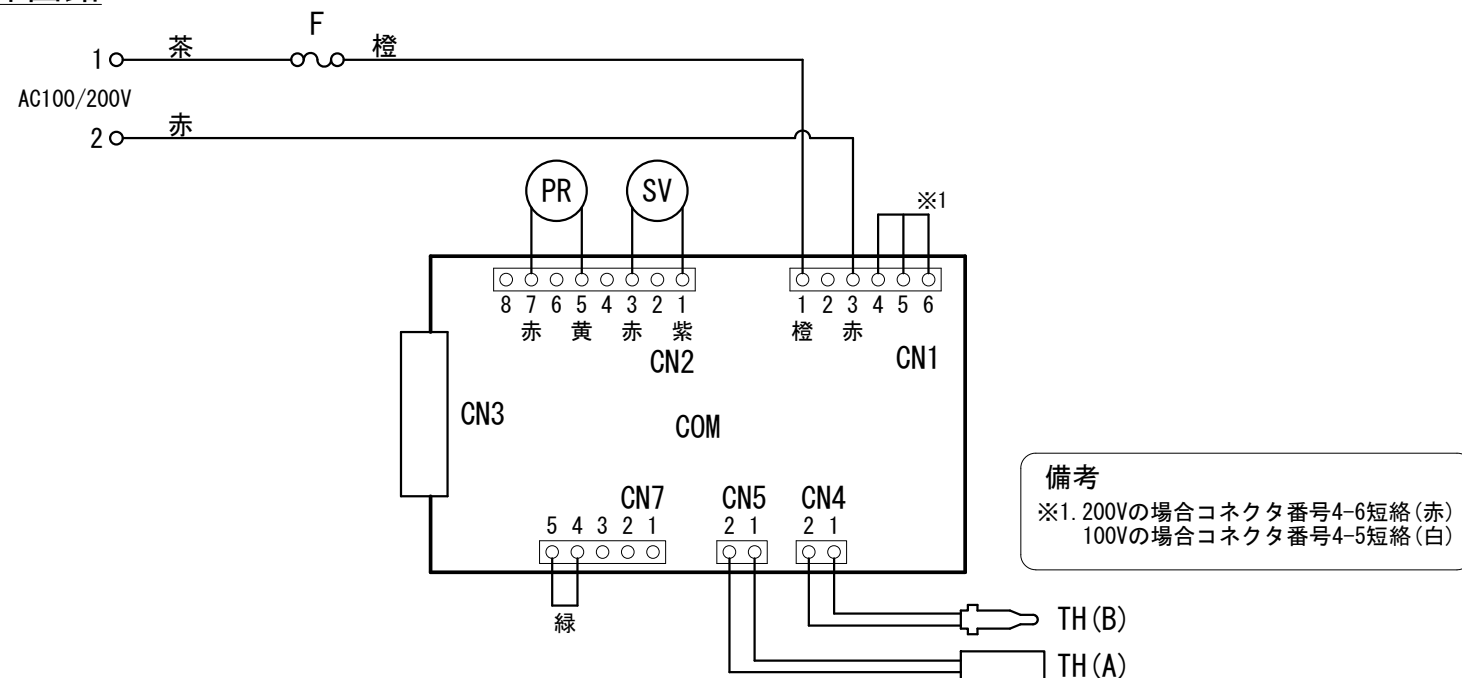 F
1 茶 橙
AC100/200V
2 赤
PR SV
※1
8 7 6 5 4 3 2 1
1 2 3 4 5 6
赤 黄 赤 紫
橙 赤
CN2
CN1
CN3
COM
CN7 CN5 CN4
5 4 3 2 1
2 1
2 1
緑
備考
※1.200Vの場合コネクタ番号4-6短絡(赤)
100Vの場合コネクタ番号4-5短絡(白)
TH(B)
TH(A)